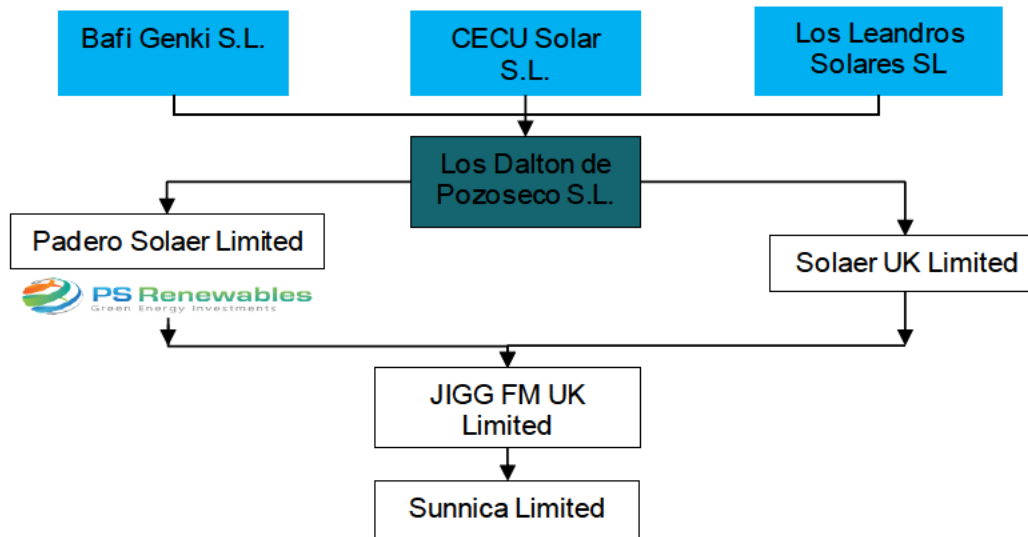 Bafi Genki S.L.
CECU Solar
S.L.
Los Leandros
Solares SL
Los Dalton de
Pozoseco S.L.
Padero Solaer Limited
Solaer UK Limited
PS Renewables
Green Energy Investments
JIGG FM UK
Limited
Sunnica Limited